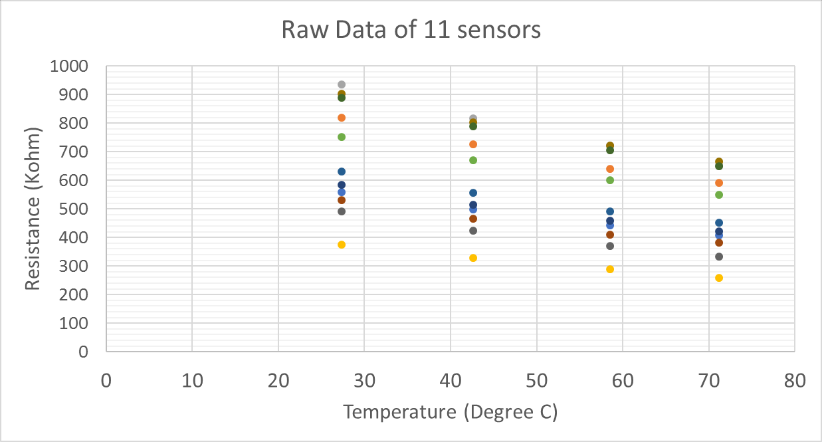 Raw Data of 11 sensors
1000
900
800
700
600
500
400
300
200
100
0
Resistance (Kohm)
0 10 20 30 40 50 60 70 80
Temperature (Degree C)